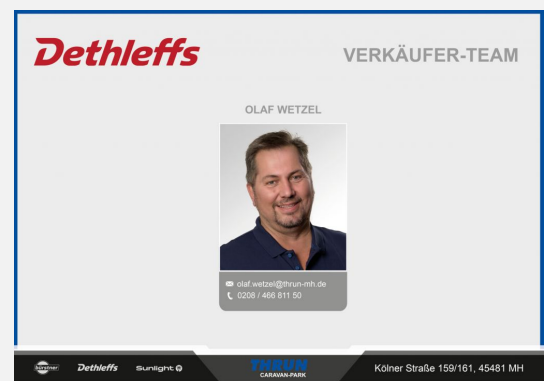 Dethleffs
VERKÄUFER-TEAM
OLAF WETZEL
olaf.wetzel@thrun-mh.de
0208 / 466 811 50
bürstner Dethleffs Sunlight THRUN Kölner Straße 159/161, 45481 MH
CARAVAN-PARK